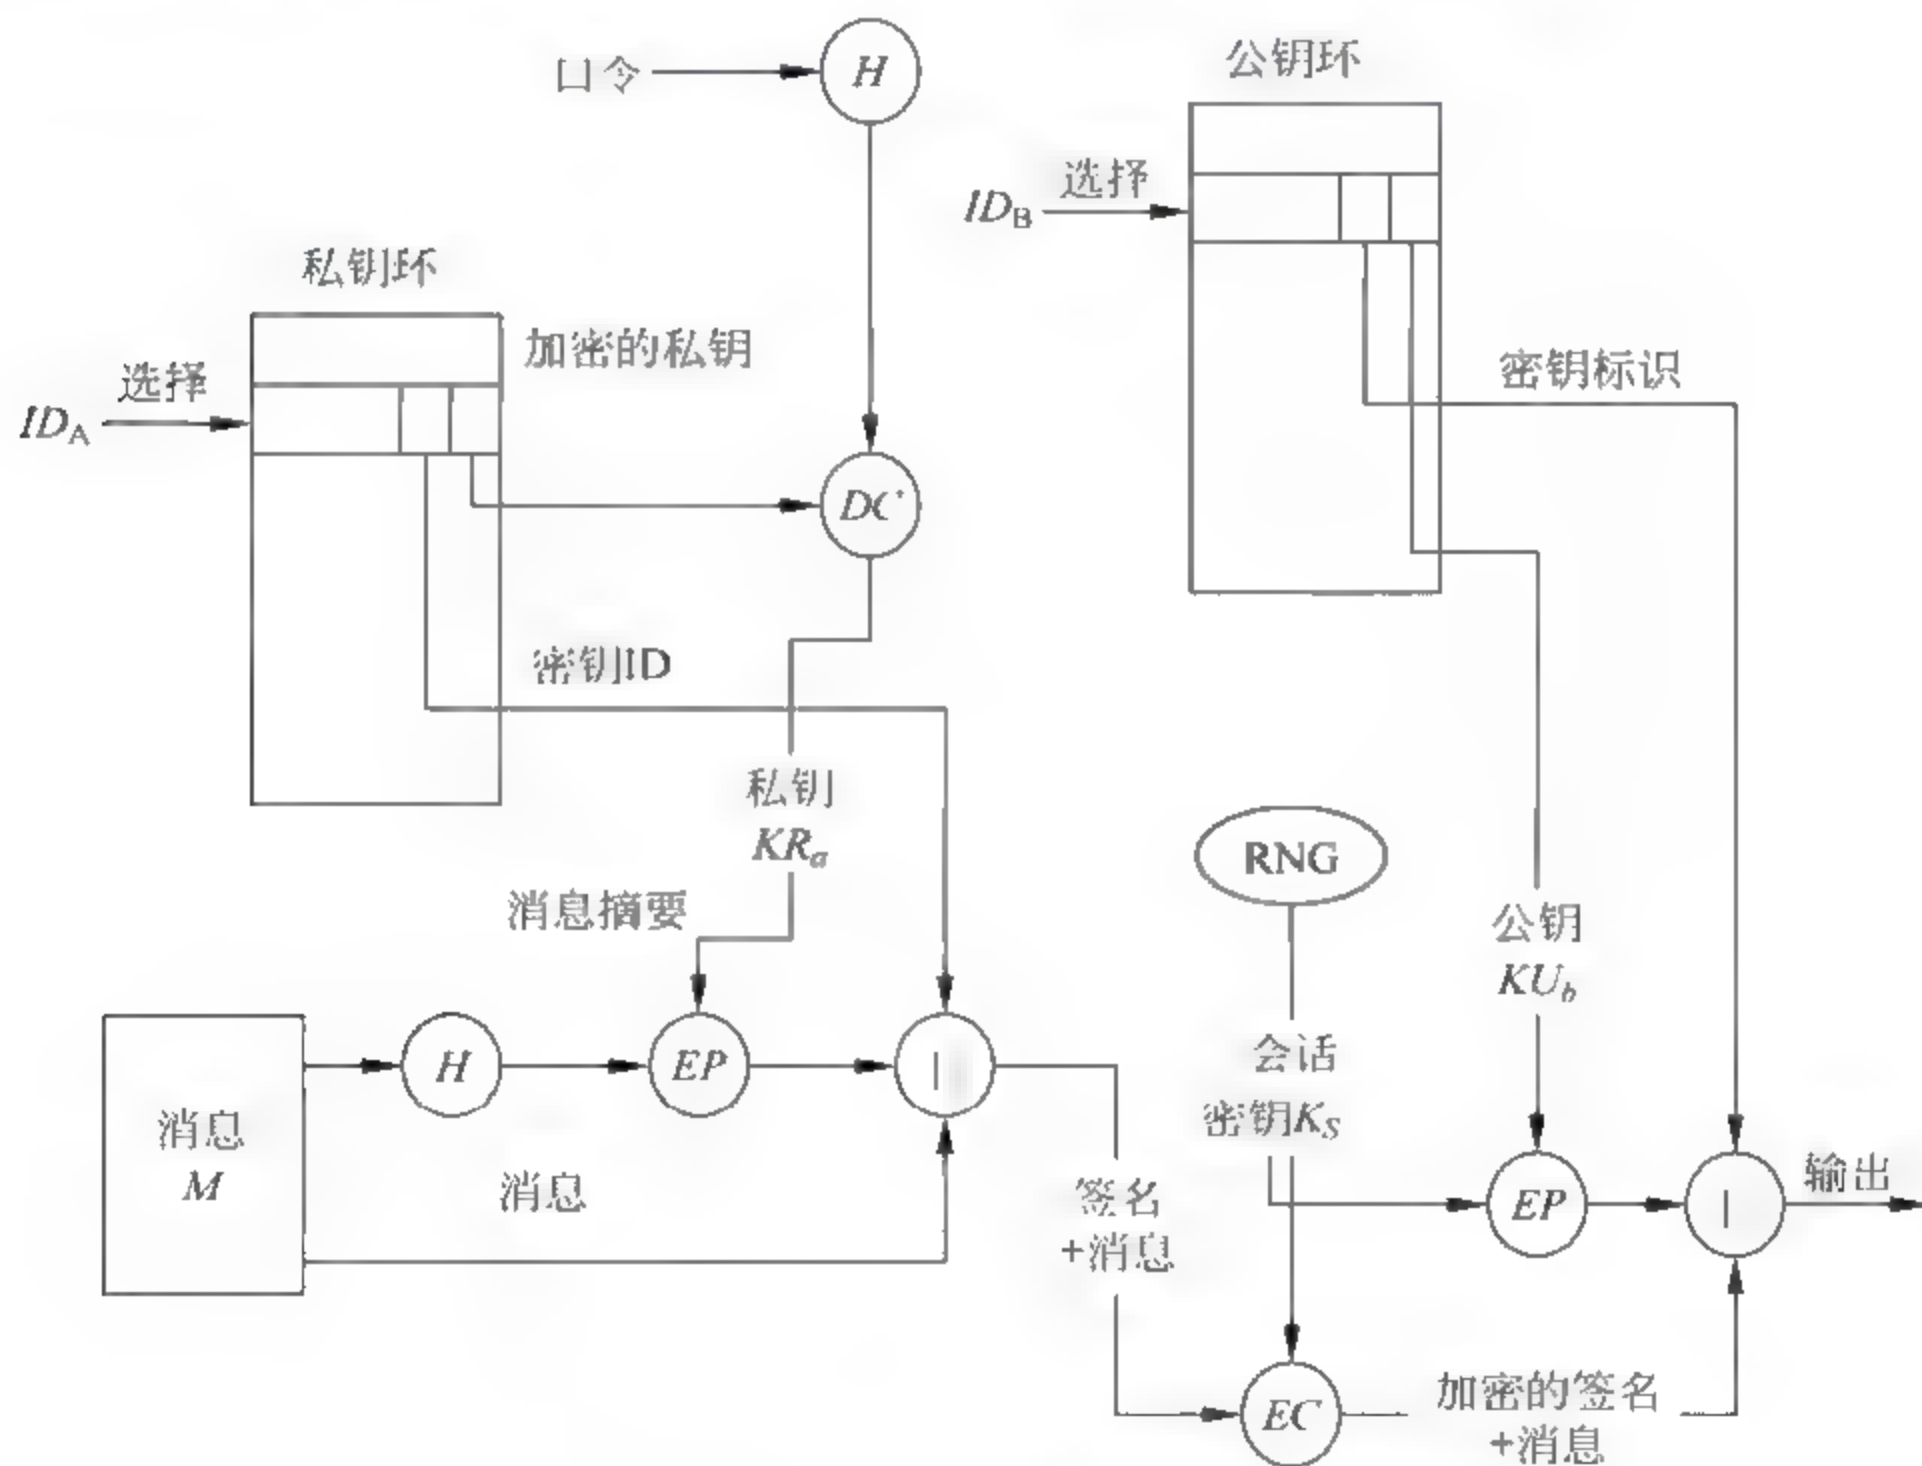 口令
H
公钥环
选择
ID_B
私钥环
加密的私钥
选择
ID_A
密钥标识
DC
密钥ID
私钥
KR_a
RNG
消息摘要
公钥
KU_b
会话
密钥K_S
H
EP
|
消息
M
消息
签名
+消息
EP
|
输出
EC
加密的签名
+消息